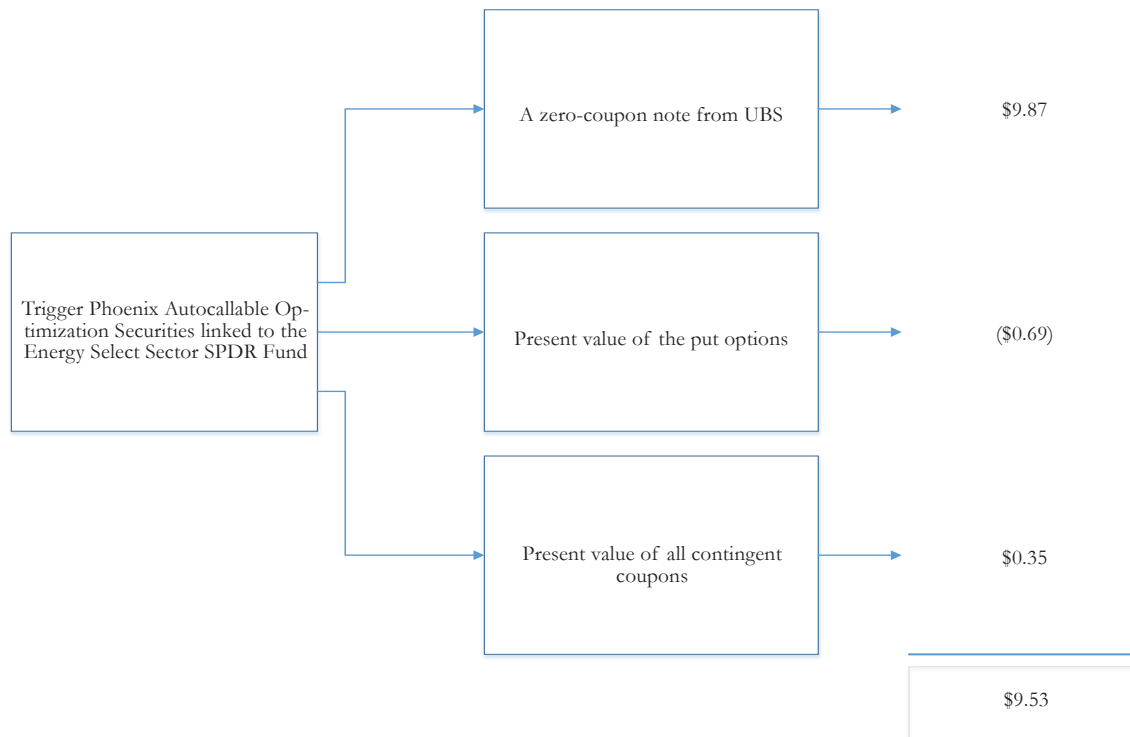 A zero-coupon note from UBS
$9.87
Trigger Phoenix Autocallable Op-
timization Securities linked to the
Energy Select Sector SPDR Fund
Present value of the put options
($0.69)
Present value of all contingent
coupons
$0.35
$9.53